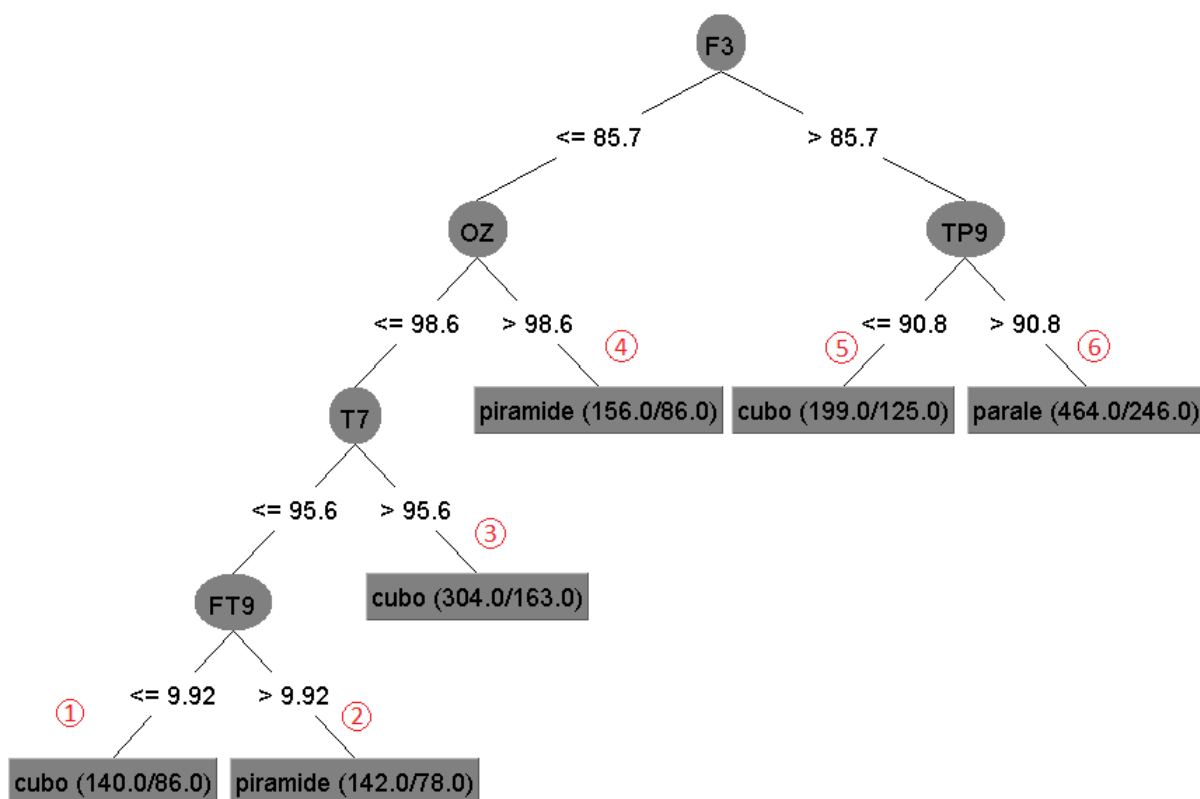 F3
<= 85.7 > 85.7
OZ TP9
<= 98.6 > 98.6 <= 90.8 > 90.8
④ ⑤ ⑥
T7 piramide (156.0/86.0) cubo (199.0/125.0) parale (464.0/246.0)
<= 95.6 > 95.6
③
FT9 cubo (304.0/163.0)
<= 9.92 > 9.92
① ②
cubo (140.0/86.0) piramide (142.0/78.0)